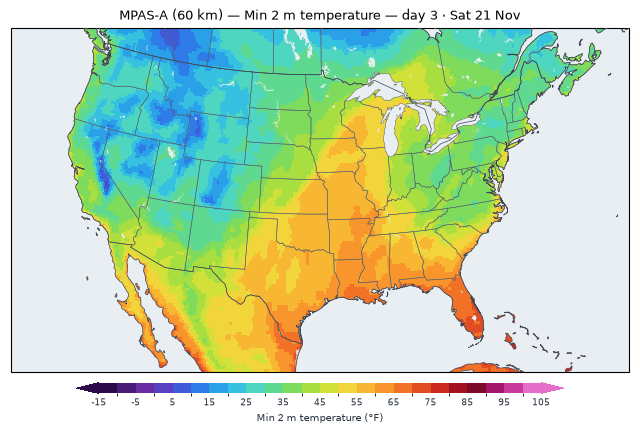 MPAS-A (60 km) — Min 2 m temperature — day 3 · Sat 21 Nov
-15 -5 5 15 25 35 45 55 65 75 85 95 105
Min 2 m temperature (°F)